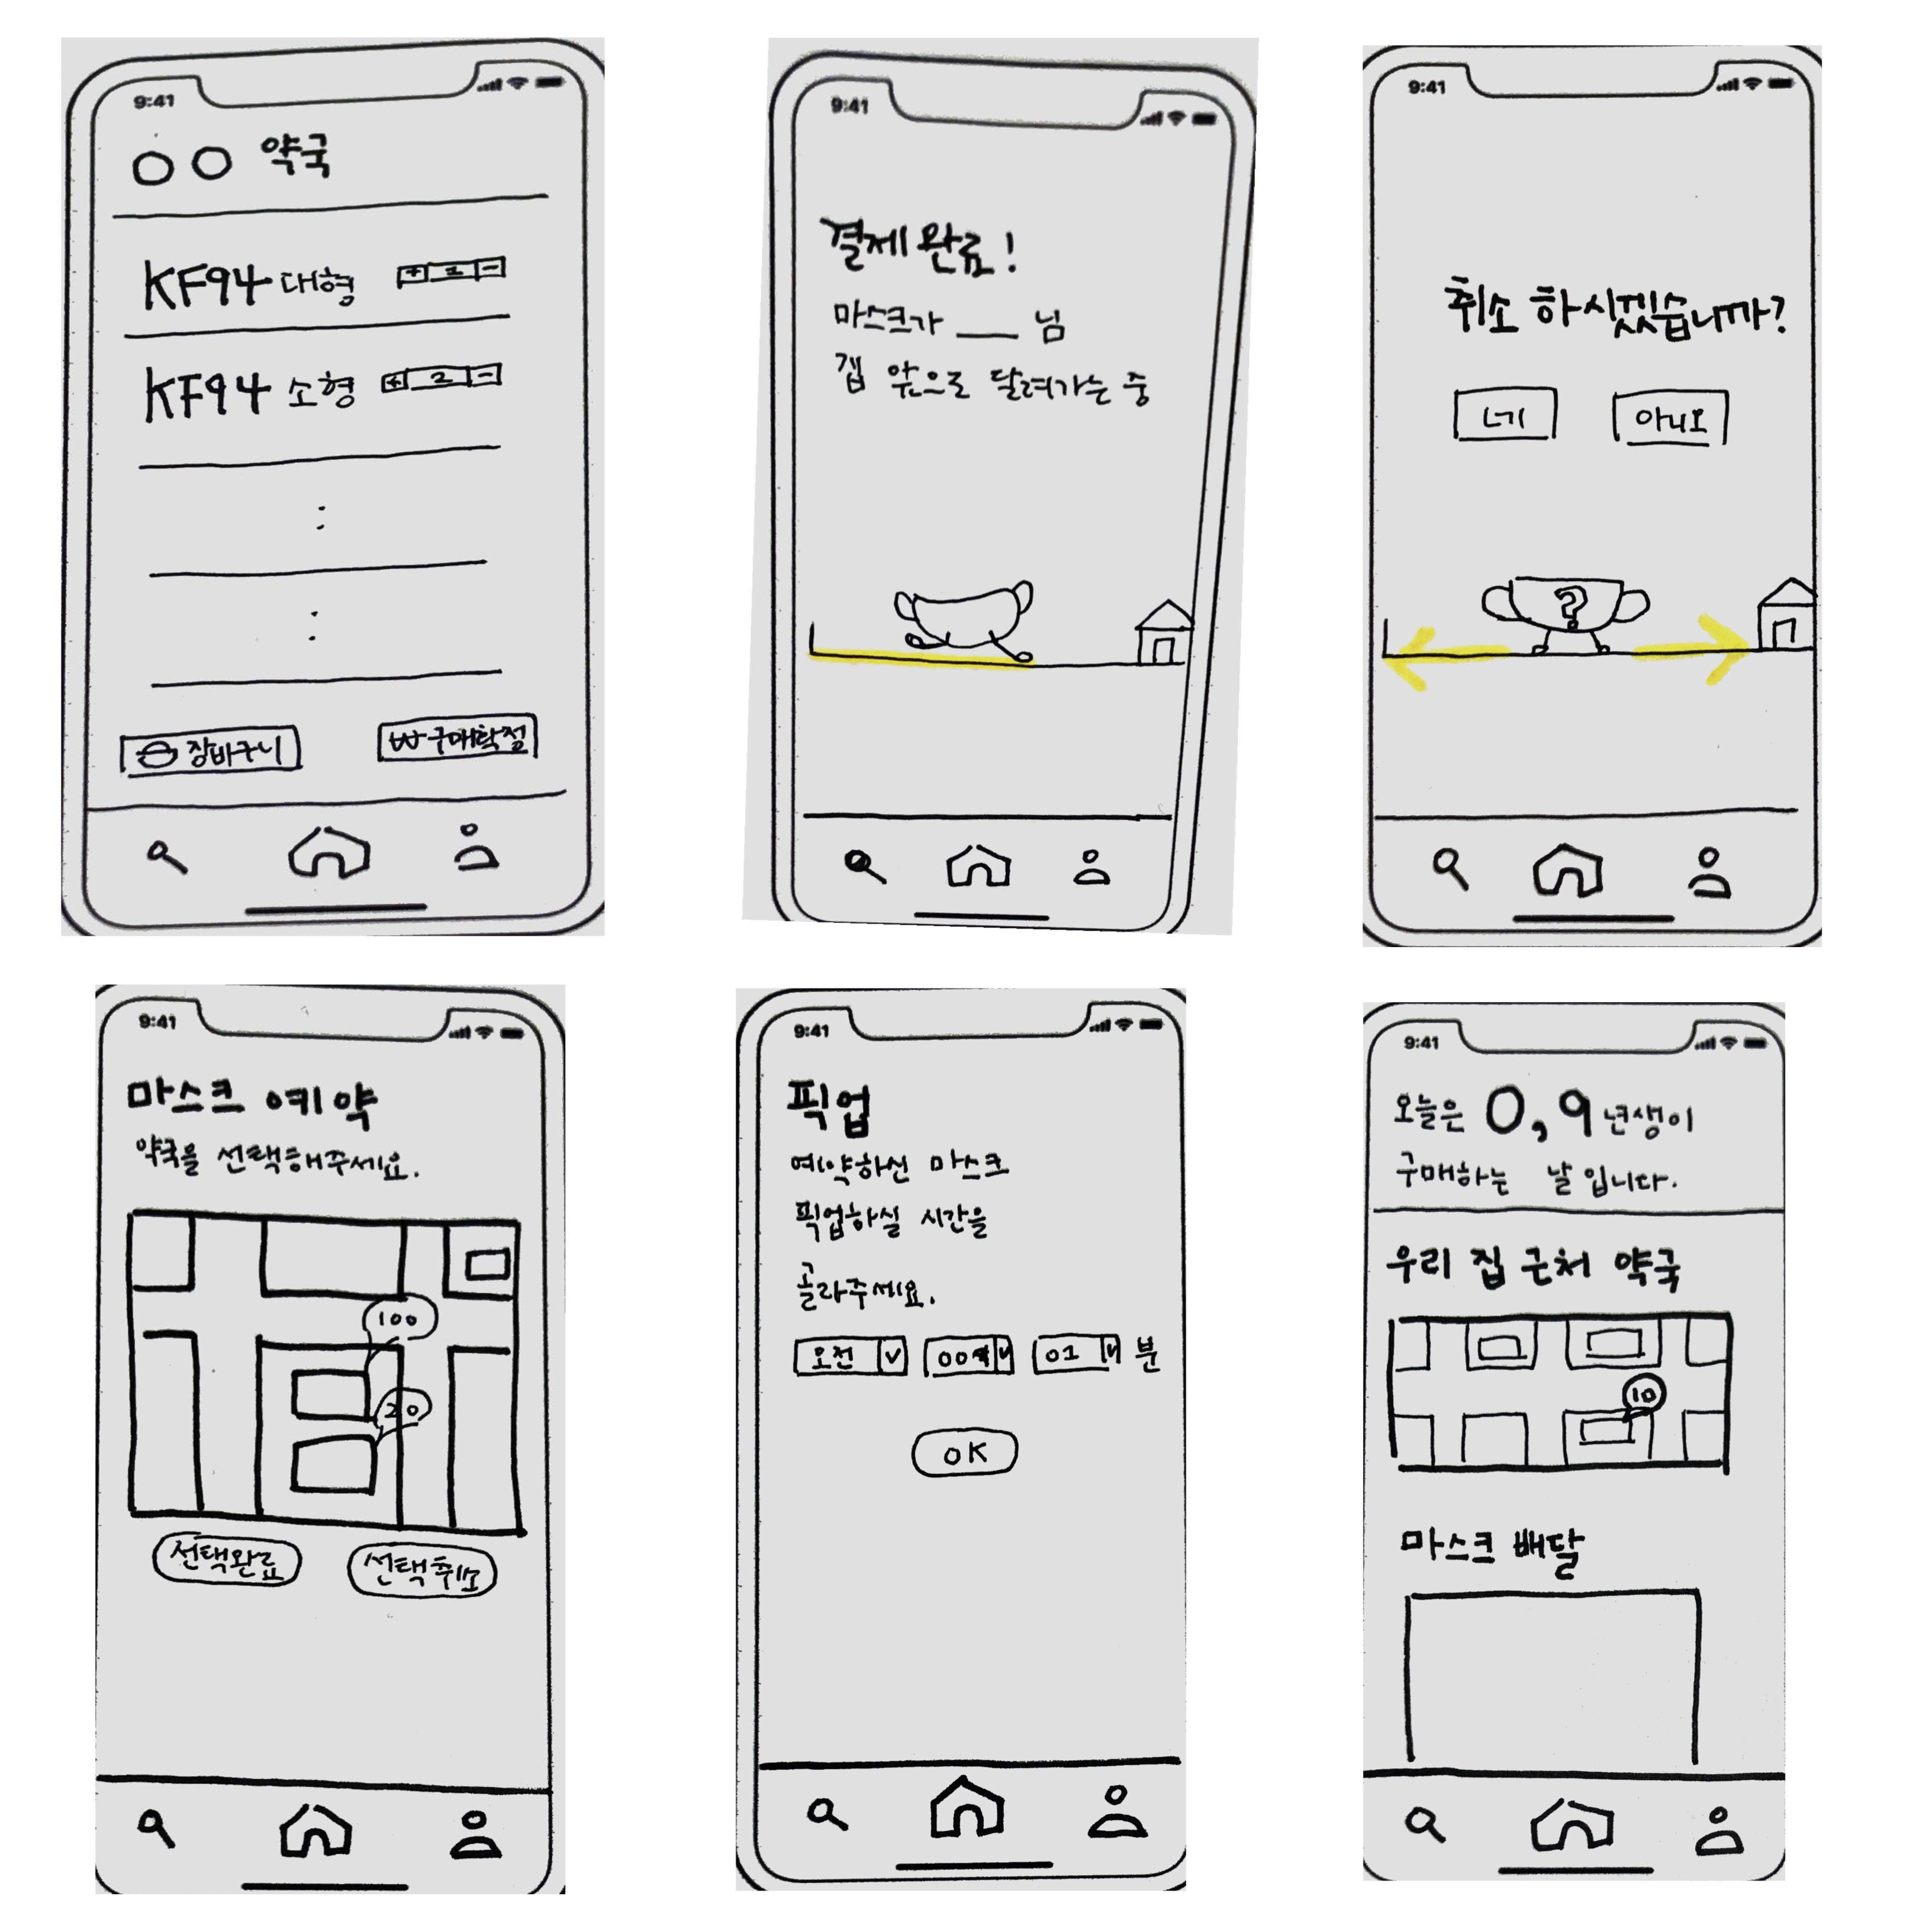 9:41
○○ 약국
KF94 대형 + 1 -
KF94 소형 + 2 -
장바구니
₩구매확정
9:41
결제완료!
마스크가 ___ 님
집 앞으로 달려가는 중
9:41
취소 하시겠습니까?
?
네
아니오
9:41
마스크 예약
약국을 선택해주세요.
100
20
선택완료
선택취소
9:41
픽업
예약하신 마스크
픽업하실 시간을
골라주세요.
오전 00시 01 분
OK
9:41
오늘은 0,9년생이
구매하는 날 입니다.
우리 집 근처 약국
10
마스크 배달